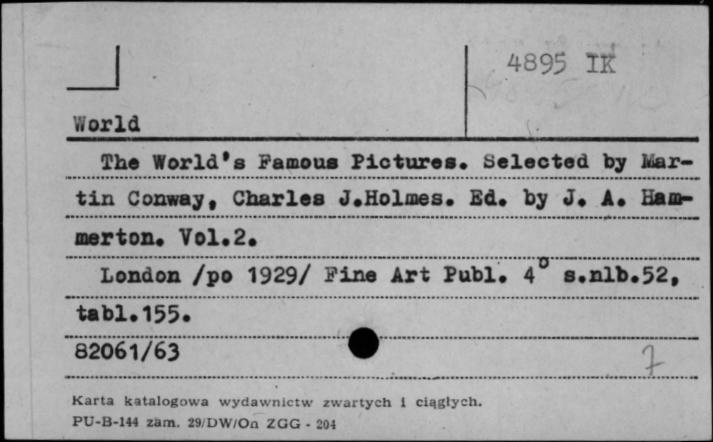 4895 IK
World
The World's Famous Pictures. Selected by Mar-
tin Conway, Charles J.Holmes. Ed. by J. A. Ham-
merton. Vol.2.
London /po 1929/ Fine Art Publ. 4° s.nlb.52,
tabl.155.
82061/63
7
Karta katalogowa wydawnictw zwartych i ciągłych.
PU-B-144 zam. 29/DW/On ZGG - 204